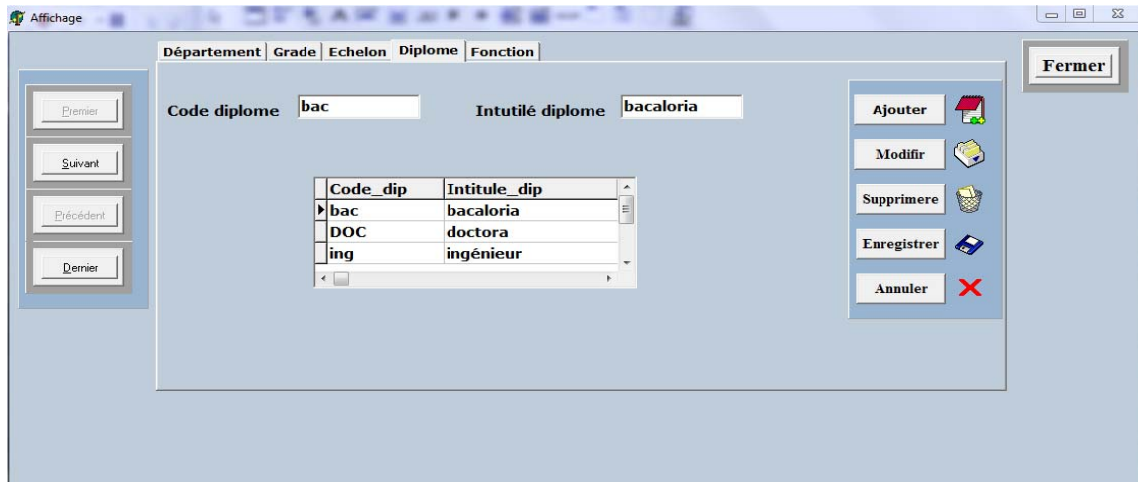 Affichage
Département Grade Echelon Diplome Fonction
Fermer
Premier
Suivant
Précédent
Dernier
Code diplome bac Intutilé diplome bacaloria
Code_dip Intitule_dip
bac bacaloria
DOC doctora
ing ingénieur
Ajouter
Modifier
Supprimere
Enregistrer
Annuler